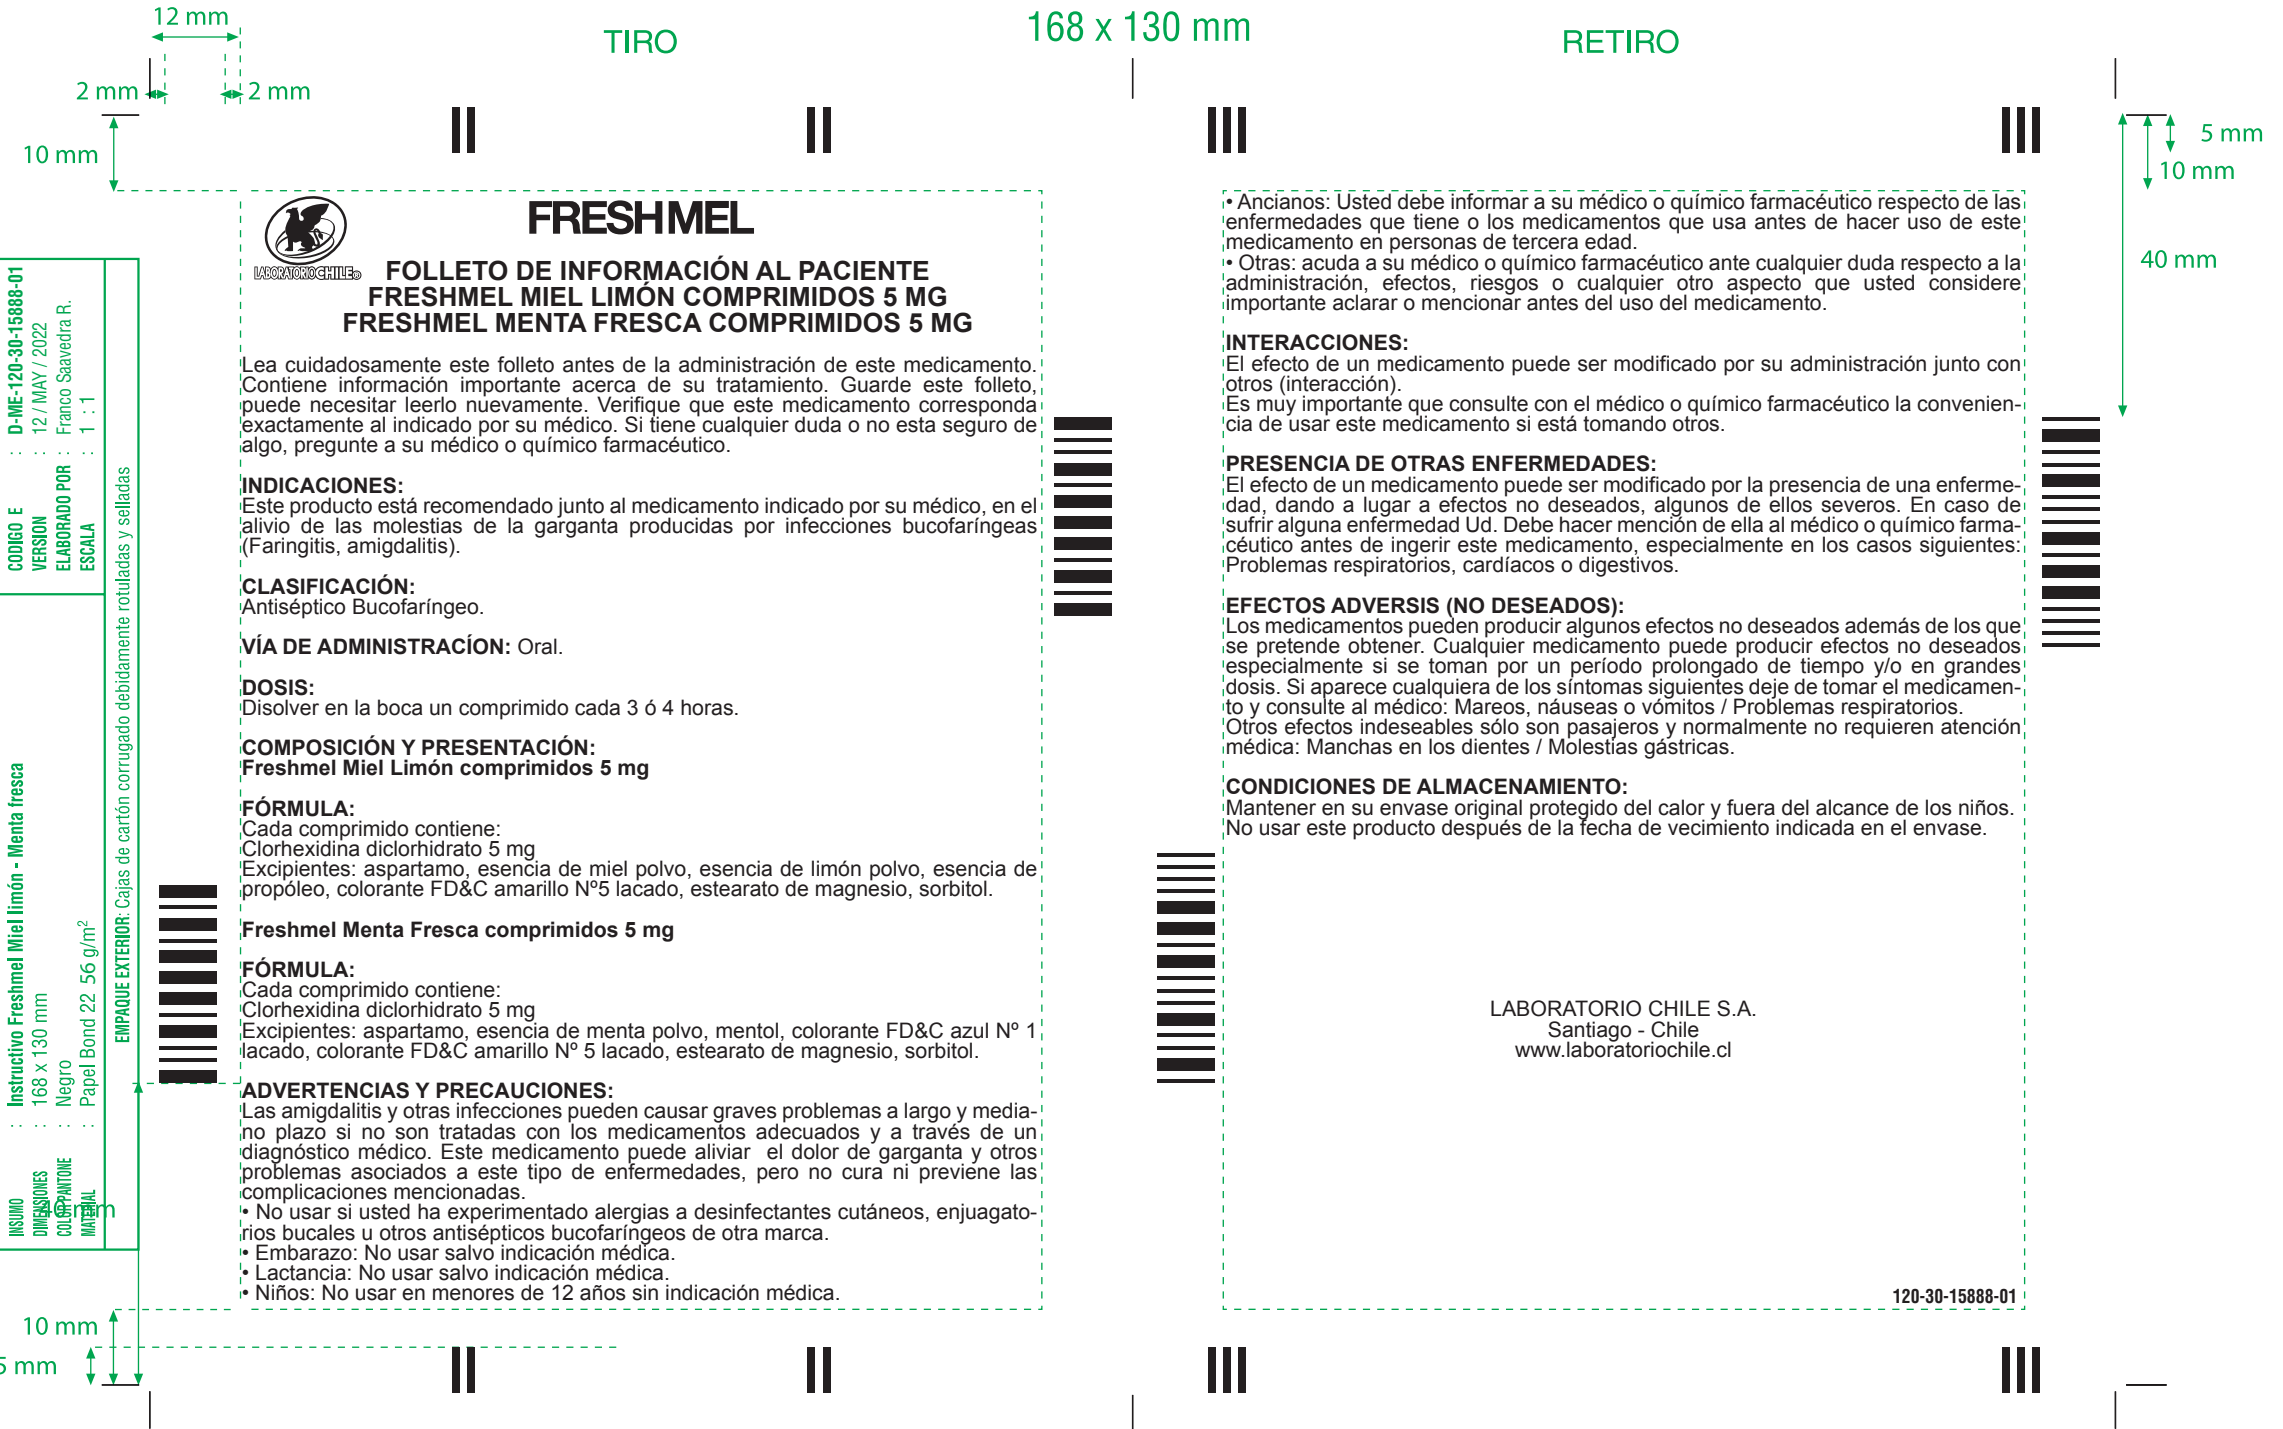 12 mm
TIRO
168 x 130 mm
RETIRO
2 mm
2 mm
10 mm
5 mm
10 mm
40 mm
LABORATORIOCHILE®
FRESHMEL
FOLLETO DE INFORMACIÓN AL PACIENTE
FRESHMEL MIEL LIMÓN COMPRIMIDOS 5 MG
FRESHMEL MENTA FRESCA COMPRIMIDOS 5 MG
Lea cuidadosamente este folleto antes de la administración de este medicamento.
Contiene información importante acerca de su tratamiento. Guarde este folleto,
puede necesitar leerlo nuevamente. Verifique que este medicamento corresponda
exactamente al indicado por su médico. Si tiene cualquier duda o no esta seguro de
algo, pregunte a su médico o químico farmacéutico.
INDICACIONES:
Este producto está recomendado junto al medicamento indicado por su médico, en el
alivio de las molestias de la garganta producidas por infecciones bucofaríngeas
(Faringitis, amigdalitis).
CLASIFICACIÓN:
Antiséptico Bucofaríngeo.
VÍA DE ADMINISTRACÍON: Oral.
DOSIS:
Disolver en la boca un comprimido cada 3 ó 4 horas.
COMPOSICIÓN Y PRESENTACIÓN:
Freshmel Miel Limón comprimidos 5 mg
FÓRMULA:
Cada comprimido contiene:
Clorhexidina diclorhidrato 5 mg
Excipientes: aspartamo, esencia de miel polvo, esencia de limón polvo, esencia de
propóleo, colorante FD&C amarillo Nº5 lacado, estearato de magnesio, sorbitol.
Freshmel Menta Fresca comprimidos 5 mg
FÓRMULA:
Cada comprimido contiene:
Clorhexidina diclorhidrato 5 mg
Excipientes: aspartamo, esencia de menta polvo, mentol, colorante FD&C azul Nº 1
lacado, colorante FD&C amarillo Nº 5 lacado, estearato de magnesio, sorbitol.
ADVERTENCIAS Y PRECAUCIONES:
Las amigdalitis y otras infecciones pueden causar graves problemas a largo y media-
no plazo si no son tratadas con los medicamentos adecuados y a través de un
diagnóstico médico. Este medicamento puede aliviar el dolor de garganta y otros
problemas asociados a este tipo de enfermedades, pero no cura ni previene las
complicaciones mencionadas.
• No usar si usted ha experimentado alergias a desinfectantes cutáneos, enjuagato-
rios bucales u otros antisépticos bucofaríngeos de otra marca.
• Embarazo: No usar salvo indicación médica.
• Lactancia: No usar salvo indicación médica.
• Niños: No usar en menores de 12 años sin indicación médica.
• Ancianos: Usted debe informar a su médico o químico farmacéutico respecto de las
enfermedades que tiene o los medicamentos que usa antes de hacer uso de este
medicamento en personas de tercera edad.
• Otras: acuda a su médico o químico farmacéutico ante cualquier duda respecto a la
administración, efectos, riesgos o cualquier otro aspecto que usted considere
importante aclarar o mencionar antes del uso del medicamento.
INTERACCIONES:
El efecto de un medicamento puede ser modificado por su administración junto con
otros (interacción).
Es muy importante que consulte con el médico o químico farmacéutico la convenien-
cia de usar este medicamento si está tomando otros.
PRESENCIA DE OTRAS ENFERMEDADES:
El efecto de un medicamento puede ser modificado por la presencia de una enferme-
dad, dando a lugar a efectos no deseados, algunos de ellos severos. En caso de
sufrir alguna enfermedad Ud. Debe hacer mención de ella al médico o químico farma-
céutico antes de ingerir este medicamento, especialmente en los casos siguientes:
Problemas respiratorios, cardíacos o digestivos.
EFECTOS ADVERSIS (NO DESEADOS):
Los medicamentos pueden producir algunos efectos no deseados además de los que
se pretende obtener. Cualquier medicamento puede producir efectos no deseados
especialmente si se toman por un período prolongado de tiempo y/o en grandes
dosis. Si aparece cualquiera de los síntomas siguientes deje de tomar el medicamen-
to y consulte al médico: Mareos, náuseas o vómitos / Problemas respiratorios.
Otros efectos indeseables sólo son pasajeros y normalmente no requieren atención
médica: Manchas en los dientes / Molestias gástricas.
CONDICIONES DE ALMACENAMIENTO:
Mantener en su envase original protegido del calor y fuera del alcance de los niños.
No usar este producto después de la fecha de vecimiento indicada en el envase.
LABORATORIO CHILE S.A.
Santiago - Chile
www.laboratoriochile.cl
120-30-15888-01
INSUMO : Instructivo Freshmel Miel limón - Menta fresca
DIMENSIONES : 168 x 130 mm
COLOR PANTONE : Negro
MATERIAL : Papel Bond 22 56 g/m²
CODIGO E : D-ME-120-30-15888-01
VERSION : 12 / MAY / 2022
ELABORADO POR : Franco Saavedra R.
ESCALA : 1 : 1
EMPAQUE EXTERIOR: Cajas de cartón corrugado debidamente rotuladas y selladas
40 mm
10 mm
5 mm